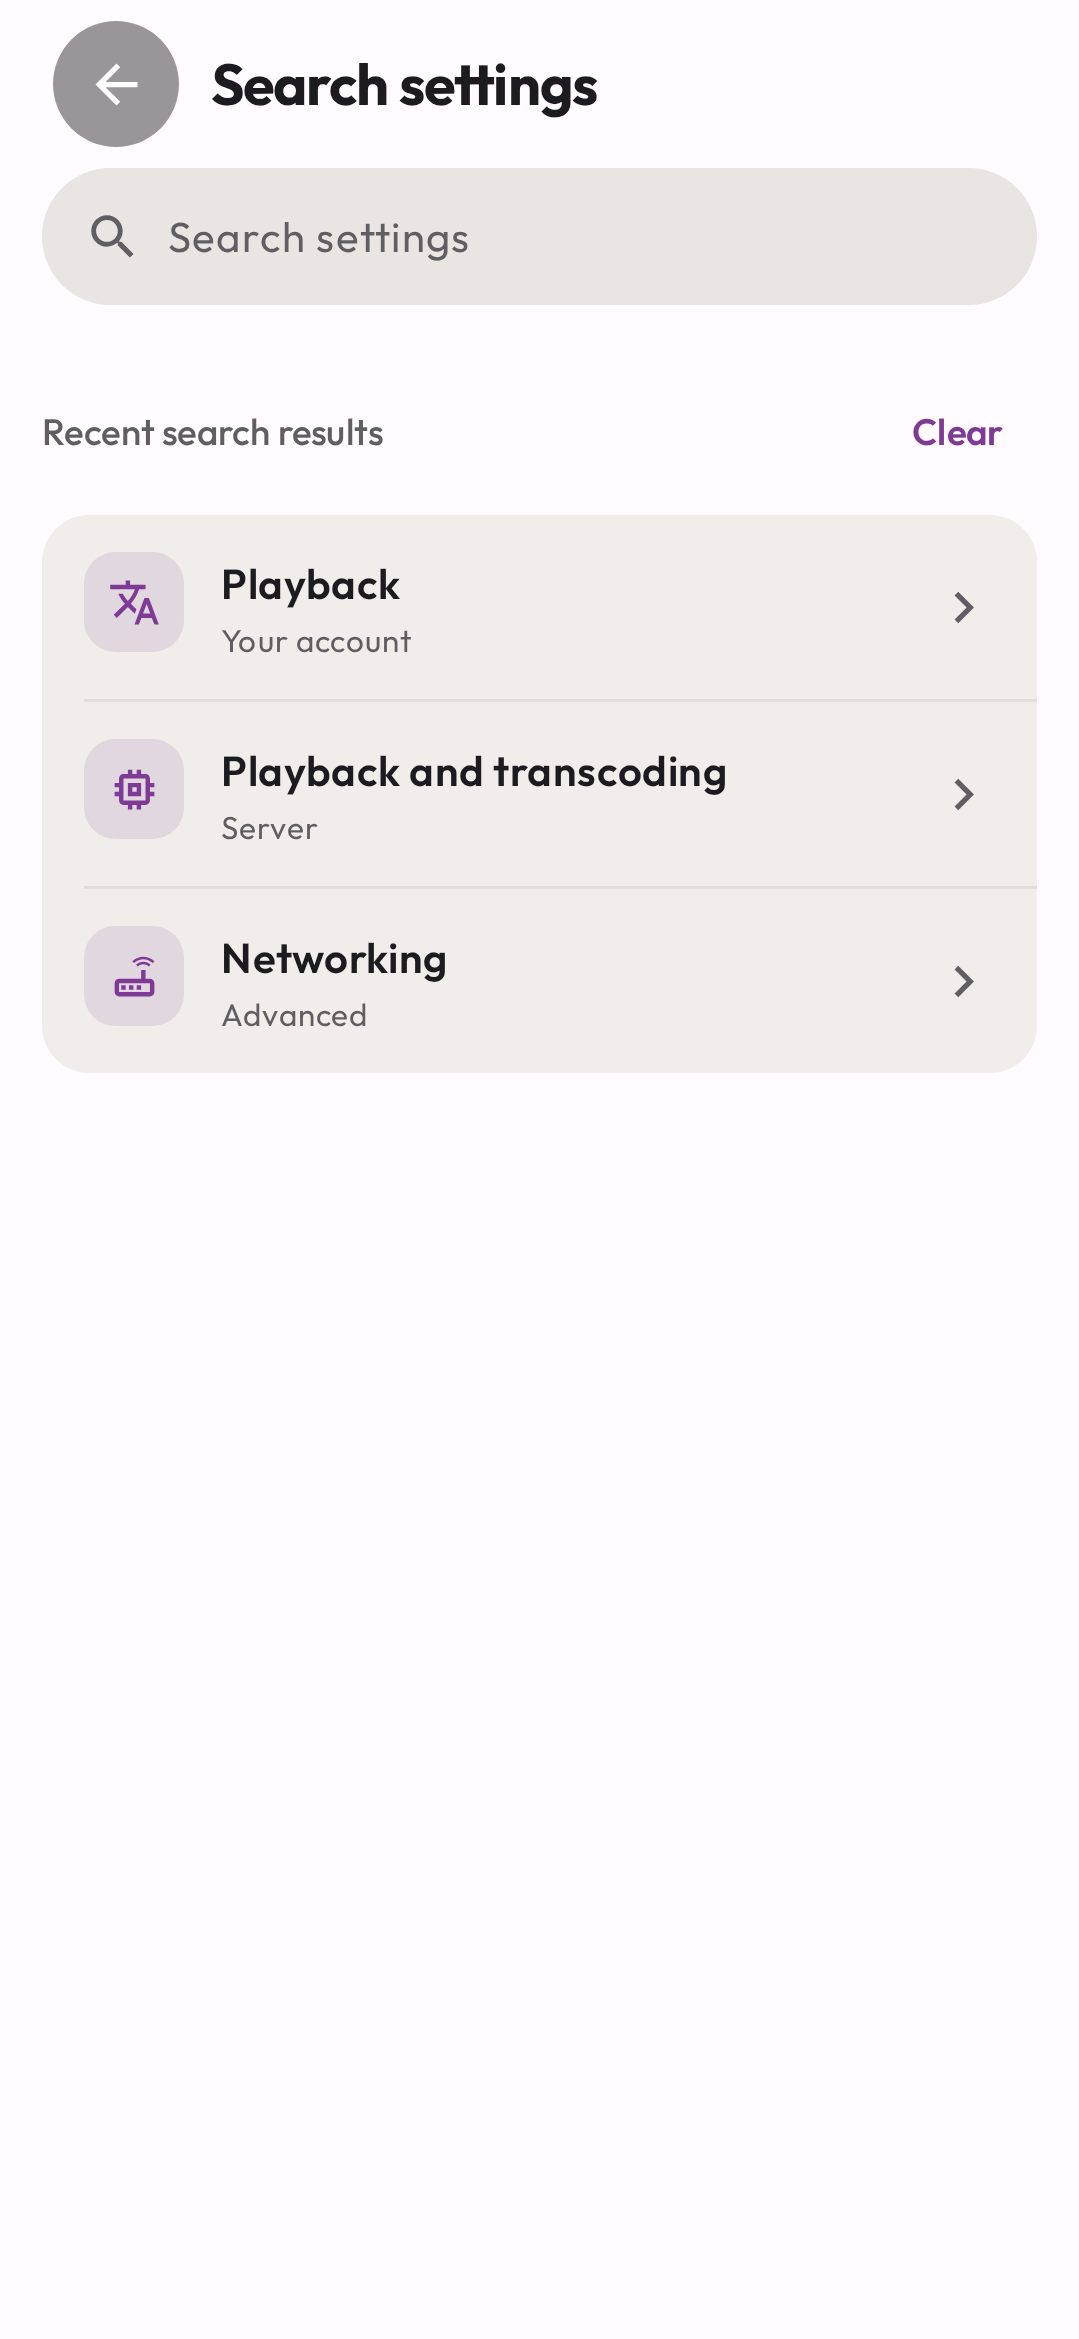 Search settings
Search settings
Recent search results
Clear
Playback
Your account
Playback and transcoding
Server
Networking
Advanced